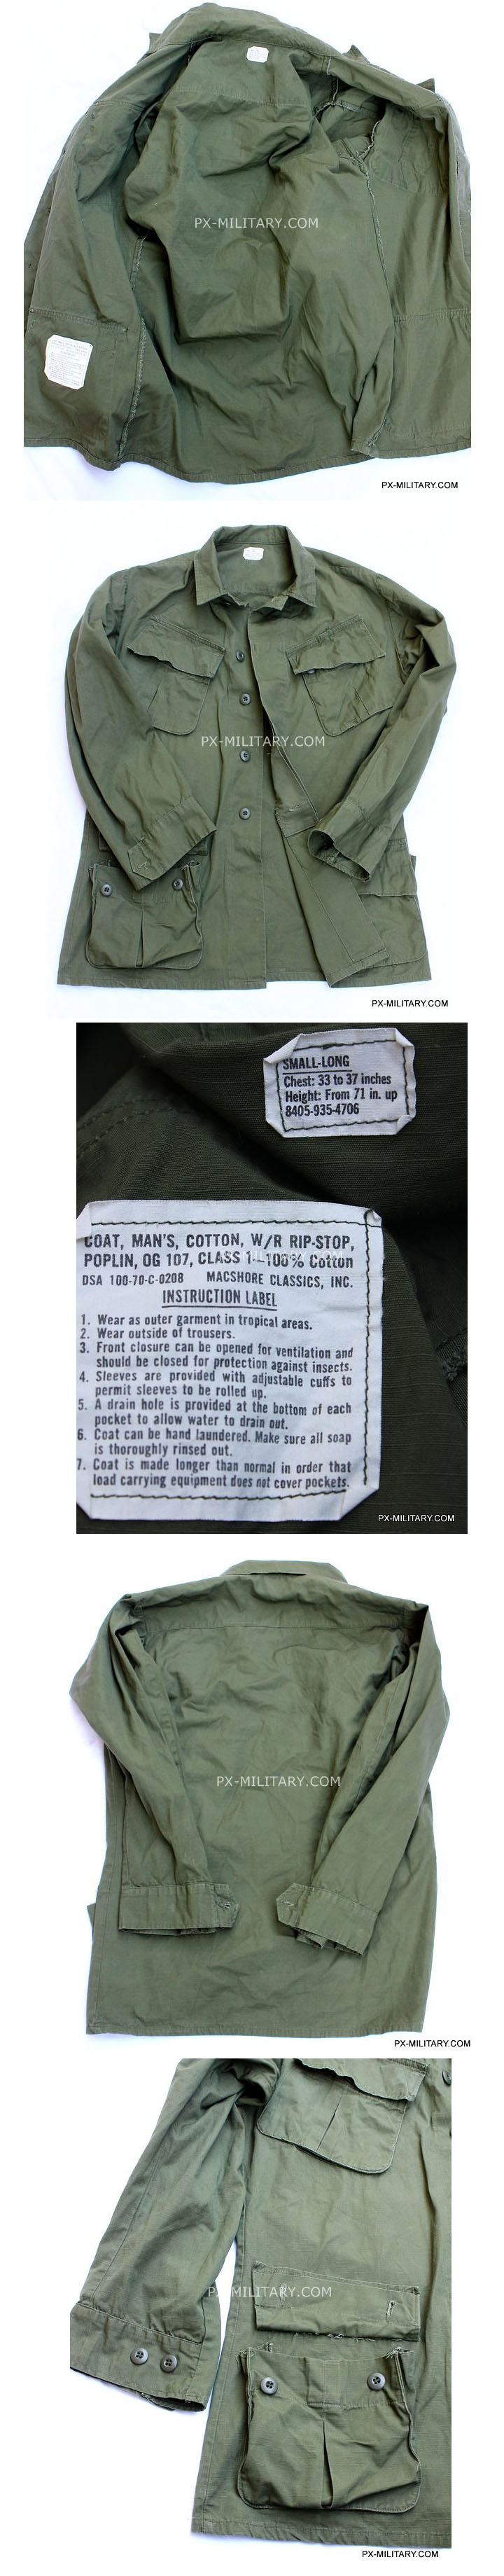 PX-MILITARY.COM
PX-MILITARY.COM
PX-MILITARY.COM
PX-MILITARY.COM
SMALL-LONG
Chest: 33 to 37 inches
Height: From 71 in. up
8405-935-4706
COAT, MAN'S, COTTON, W/R RIP-STOP,
POPLIN, OG 107, CLASS 1 - 100% Cotton
DSA 100-70-C-0208 MACSHORE CLASSICS, INC.
INSTRUCTION LABEL
1. Wear as outer garment in tropical areas.
2. Wear outside of trousers.
3. Front closure can be opened for ventilation and
should be closed for protection against insects.
4. Sleeves are provided with adjustable cuffs to
permit sleeves to be rolled up.
5. A drain hole is provided at the bottom of each
pocket to allow water to drain out.
6. Coat can be hand laundered. Make sure all soap
is thoroughly rinsed out.
7. Coat is made longer than normal in order that
load carrying equipment does not cover pockets.
PX-MILITARY.COM
PX-MILITARY.COM
PX-MILITARY.COM
PX-MILITARY.COM
PX-MILITARY.COM